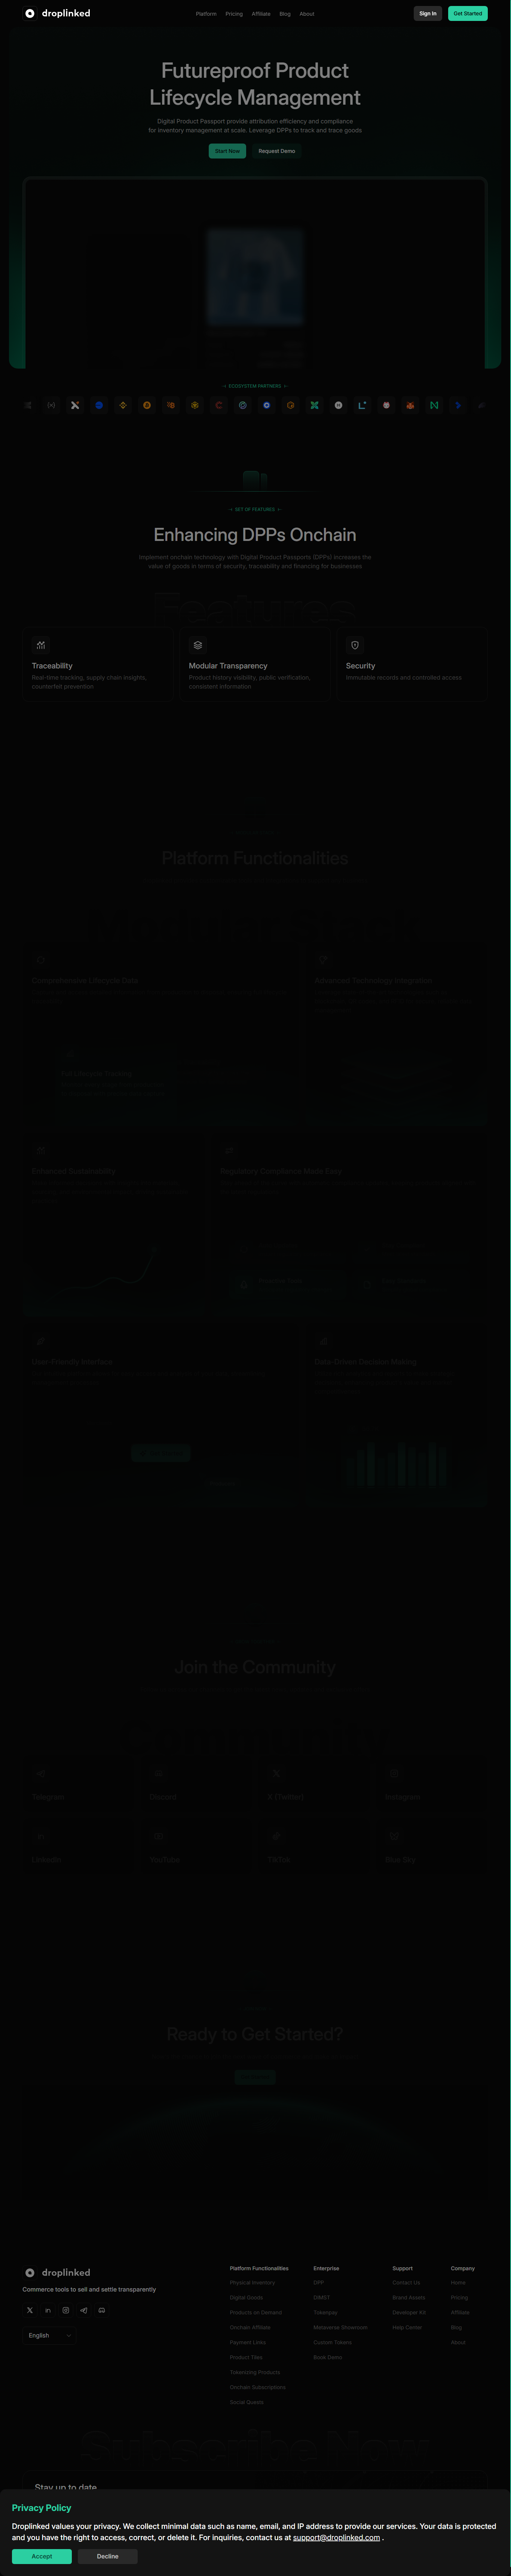 droplinked
Platform Pricing Affiliate Blog About
Sign In Get Started
Futureproof Product
Lifecycle Management
Digital Product Passport provide attribution efficiency and compliance
for inventory management at scale. Leverage DPPs to track and trace goods
Start Now Request Demo
ECOSYSTEM PARTNERS
SET OF FEATURES
Enhancing DPPs Onchain
Implement onchain technology with Digital Product Passports (DPPs) increases the
value of goods in terms of security, traceability and financing for businesses
Features
Traceability
Real-time tracking, supply chain insights,
counterfeit prevention
Modular Transparency
Product history visibility, public verification,
consistent information
Security
Immutable records and controlled access
Platform Functionalities
Comprehensive Lifecycle Data
Advanced Technology Integration
Full Lifecycle Tracking
Enhanced Sustainability
Regulatory Compliance Made Easy
User-Friendly Interface
Data-Driven Decision-Making
Join the Community
Telegram
Discord
X (Twitter)
Instagram
LinkedIn
YouTube
TikTok
Blue Sky
Ready to Get Started?
droplinked
Commerce tools to sell and settle transparently
English
Platform Functionalities
Physical Inventory
Digital Goods
Products on Demand
Onchain Affiliate
Payment Links
Product Tiles
Tokenizing Products
Onchain Subscriptions
Social Quests
Enterprise
DPP
D3NET
Tokenpay
Metaverse Showroom
Custom Tokens
Book Demo
Support
Contact Us
Brand Assets
Developer Kit
Help Center
Company
Home
Pricing
Affiliate
Blog
About
Subscribe Now
Stay up to date
Privacy Policy
Droplinked values your privacy. We collect minimal data such as name, email, and IP address to provide our services. Your data is protected
and you have the right to access, correct, or delete it. For inquiries, contact us at support@droplinked.com .
Accept Decline